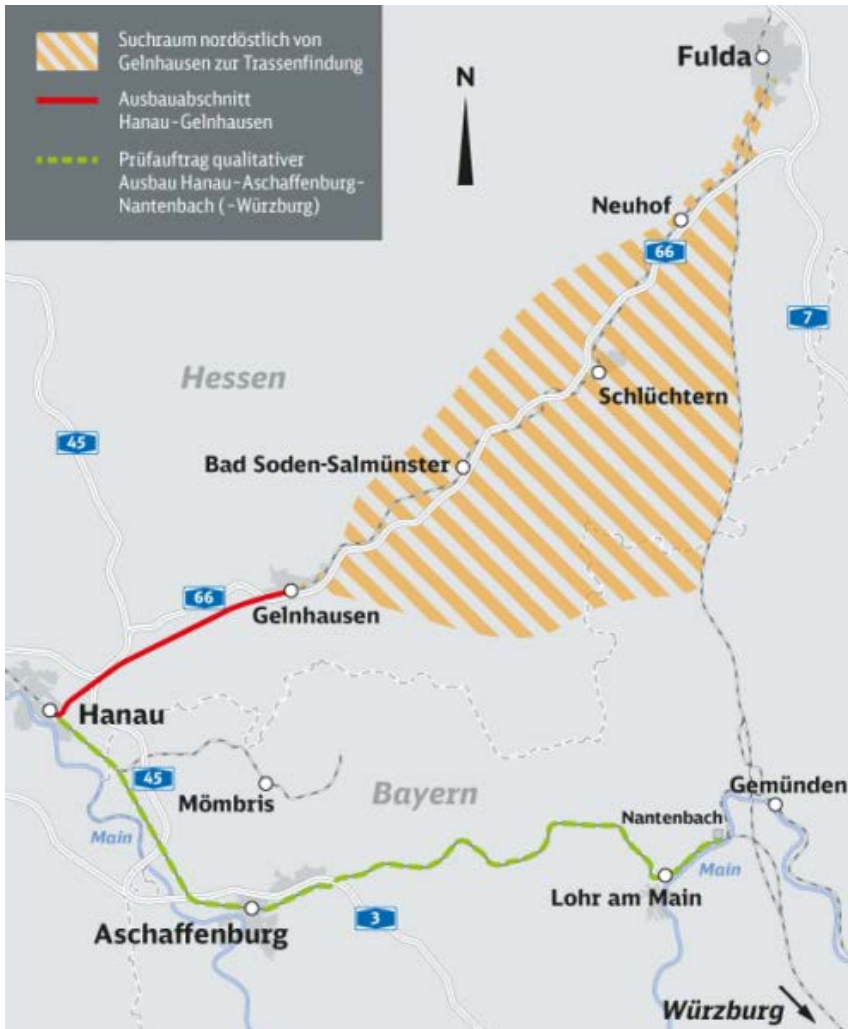 Suchraum nordöstlich von
Gelnhausen zur Trassenfindung
Ausbauabschnitt
Hanau-Gelnhausen
Prüfauftrag qualitativer
Ausbau Hanau-Aschaffenburg-
Nantenbach (-Würzburg)
N
Fulda
Neuhof
66
7
Hessen
Schlüchtern
45
Bad Soden-Salmünster
66
Gelnhausen
Hanau
45
Mömbris
Bayern
Gemünden
Nantenbach
Main
Main
Lohr am Main
3
Aschaffenburg
Würzburg